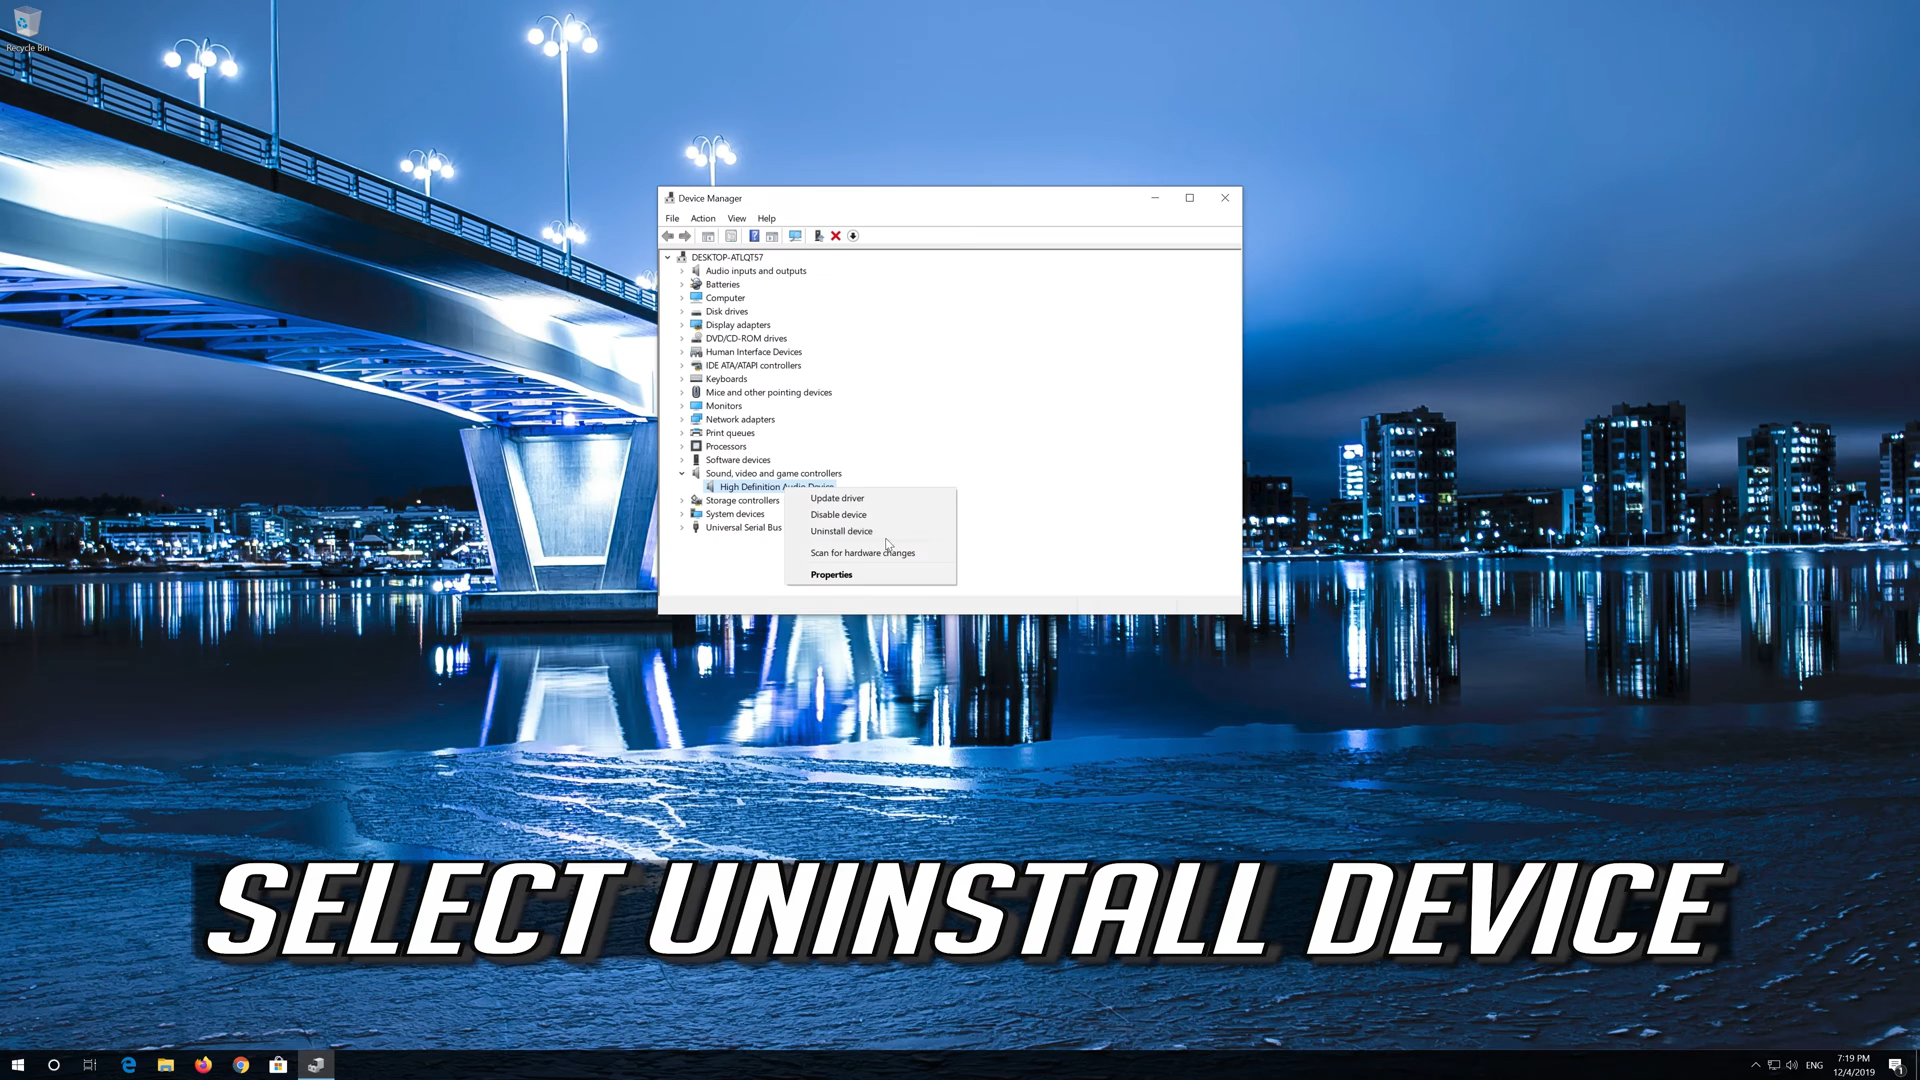 Recycle Bin
Device Manager
File Action View Help
DESKTOP-ATLQT57
Audio inputs and outputs
Batteries
Computer
Disk drives
Display adapters
DVD/CD-ROM drives
Human Interface Devices
IDE ATA/ATAPI controllers
Keyboards
Mice and other pointing devices
Monitors
Network adapters
Print queues
Processors
Software devices
Sound, video and game controllers
High Definition Audio Device
Storage controllers
System devices
Universal Serial Bus
Update driver
Disable device
Uninstall device
Scan for hardware changes
Properties
SELECT UNINSTALL DEVICE
ENG
7:19 PM
12/4/2019
1